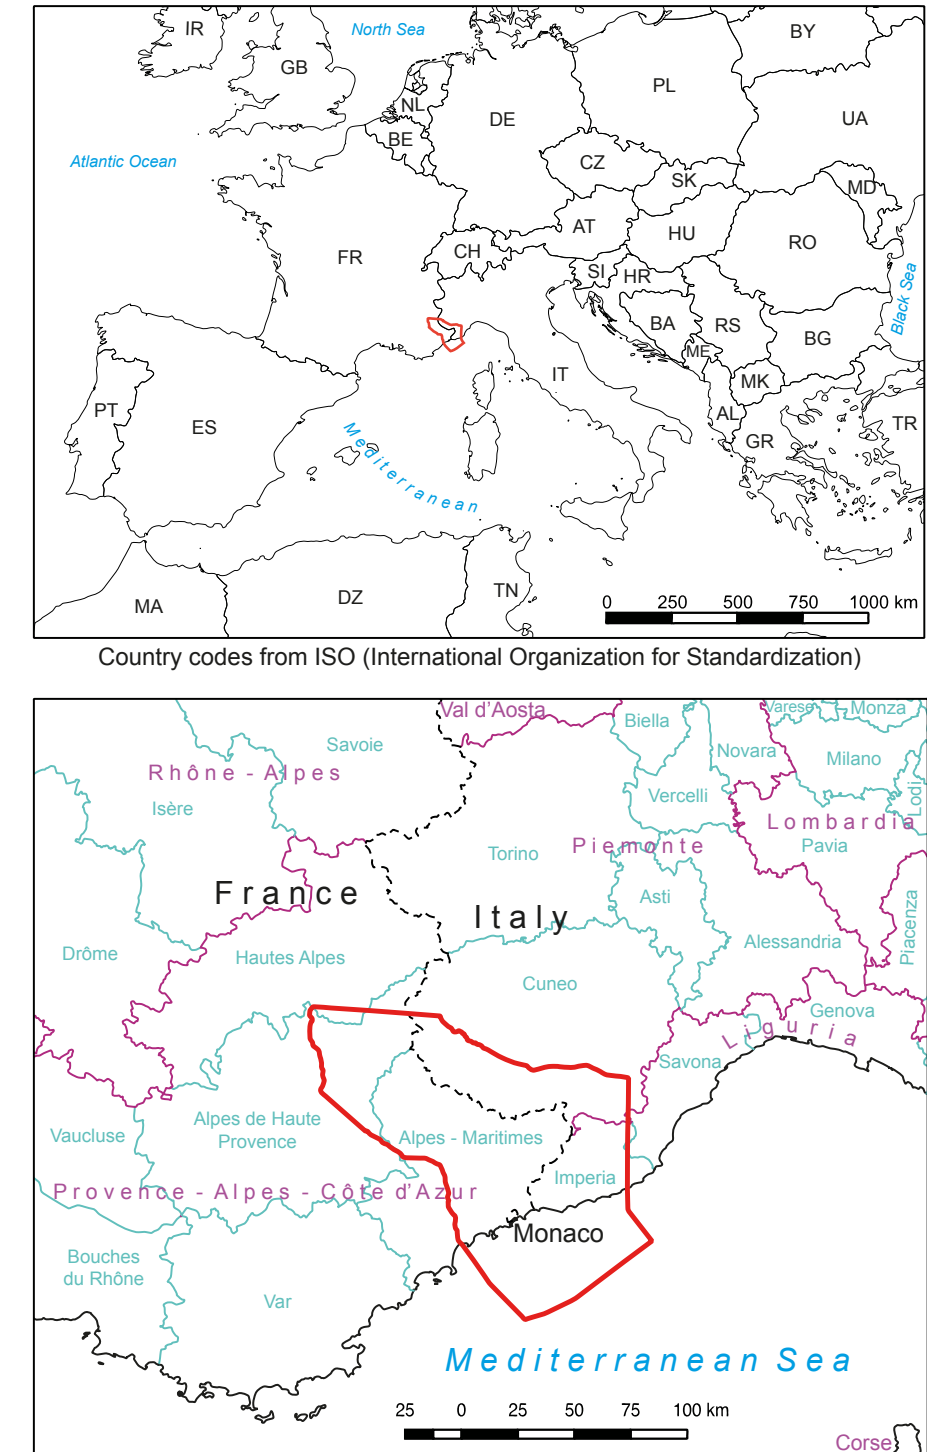 IR
North Sea
BY
GB
PL
NL
DE
UA
BE
Atlantic Ocean
CZ
SK
MD
AT
HU
RO
FR
CH
SI
HR
Black Sea
BA
RS
BG
ME
IT
MK
PT
AL
TR
ES
GR
Mediterranean
MA
DZ
TN
0 250 500 750 1000 km
Country codes from ISO (International Organization for Standardization)
Val d'Aosta
Varese
Monza
Biella
Savoie
Novara
Milano
Rhône - Alpes
Isère
Vercelli
Lodi
Lombardia
Torino
Piemonte
Pavia
France
Asti
Italy
Piacenza
Drôme
Hautes Alpes
Alessandria
Cuneo
Genova
Liguria
Savona
Alpes de Haute
Provence
Vaucluse
Alpes - Maritimes
Imperia
Provence - Alpes - Côte d'Azur
Monaco
Bouches
du Rhône
Var
Mediterranean Sea
25 0 25 50 75 100 km
Corse